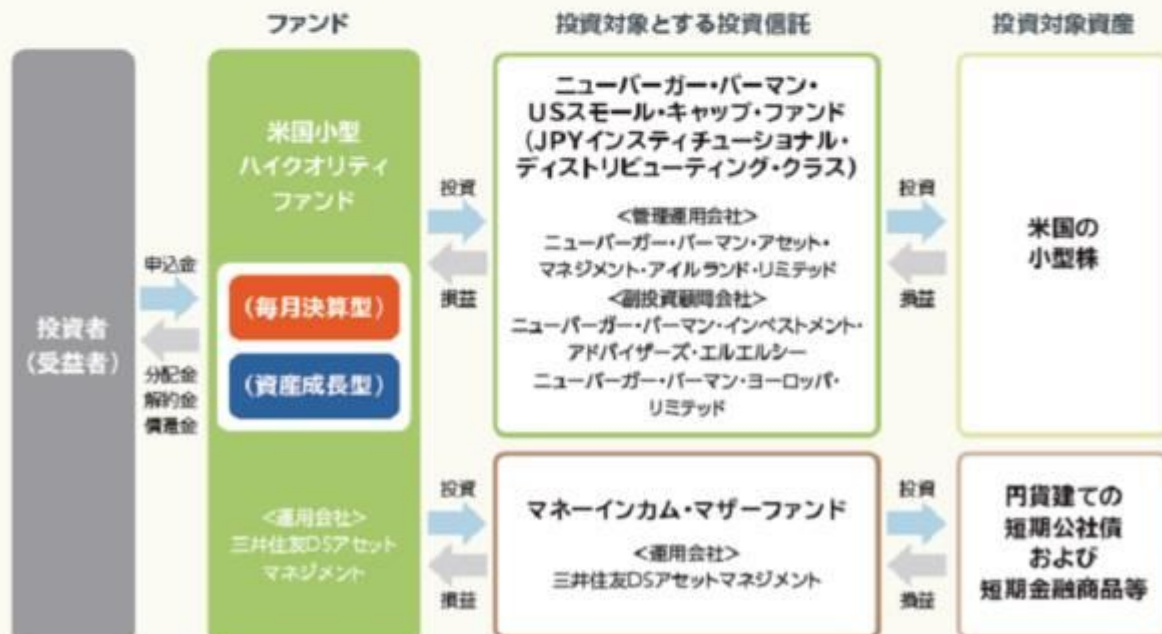 ファンド
投資対象とする投資信託
投資対象資産
投資者
(受益者)
申込金
分配金
解約金
償還金
米国小型
ハイクオリティ
ファンド
(毎月決算型)
(資産成長型)
<運用会社>
三井住友DSアセット
マネジメント
投資
損益
ニューバーガー・バーマン・
USスモール・キャップ・ファンド
(JPYインスティチューショナル・
ディストリビューティング・クラス)
<管理運用会社>
ニューバーガー・バーマン・アセット・
マネジメント・アイルランド・リミテッド
<副投資顧問会社>
ニューバーガー・バーマン・インベストメント・
アドバイザーズ・エルエルシー
ニューバーガー・バーマン・ヨーロッパ・
リミテッド
投資
損益
米国の
小型株
投資
損益
マネーインカム・マザーファンド
<運用会社>
三井住友DSアセットマネジメント
投資
損益
円貨建ての
短期公社債
および
短期金融商品等